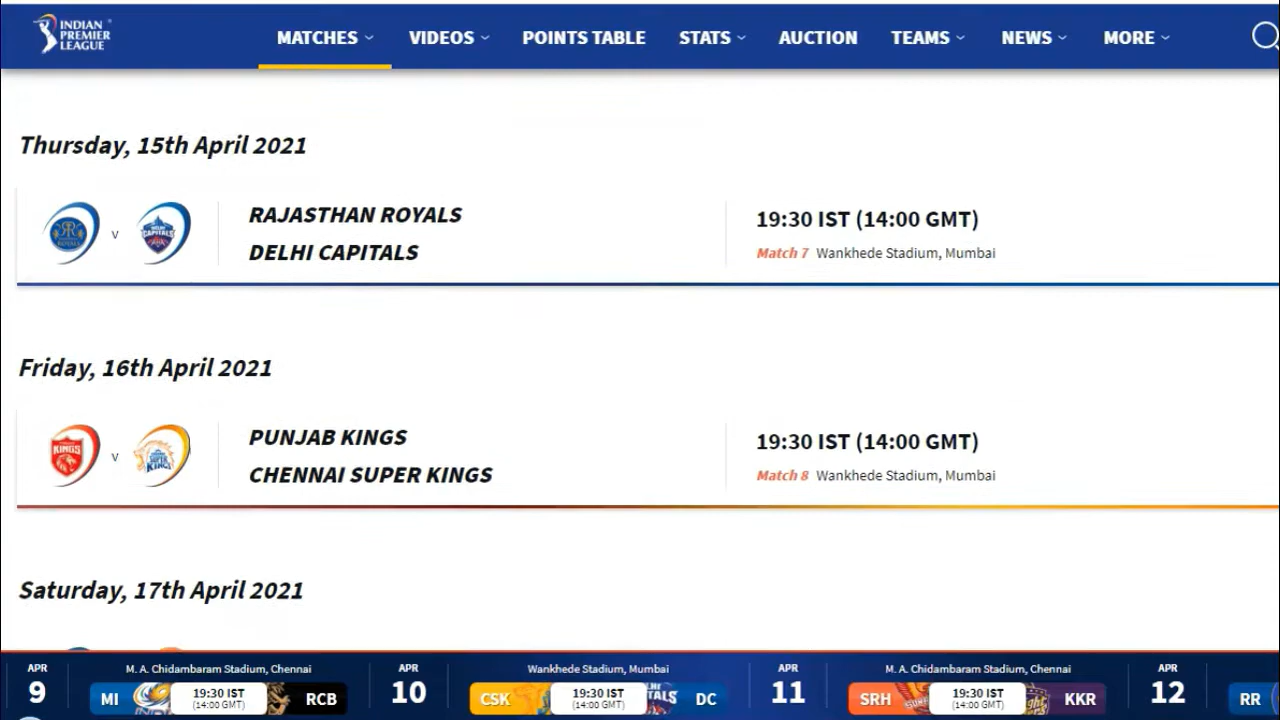 INDIAN
PREMIER
LEAGUE
MATCHES VIDEOS POINTS TABLE STATS AUCTION TEAMS NEWS MORE
Thursday, 15th April 2021
v
RAJASTHAN ROYALS
DELHI CAPITALS
19:30 IST (14:00 GMT)
Match 7 Wankhede Stadium, Mumbai
Friday, 16th April 2021
KINGS
v
SUPER
KINGS
PUNJAB KINGS
CHENNAI SUPER KINGS
19:30 IST (14:00 GMT)
Match 8 Wankhede Stadium, Mumbai
Saturday, 17th April 2021
APR
9
M. A. Chidambaram Stadium, Chennai
MI 19:30 IST RCB
(14:00 GMT)
APR
10
Wankhede Stadium, Mumbai
CSK 19:30 IST DC
(14:00 GMT)
APR
11
M. A. Chidambaram Stadium, Chennai
SRH 19:30 IST KKR
(14:00 GMT)
APR
12
RR